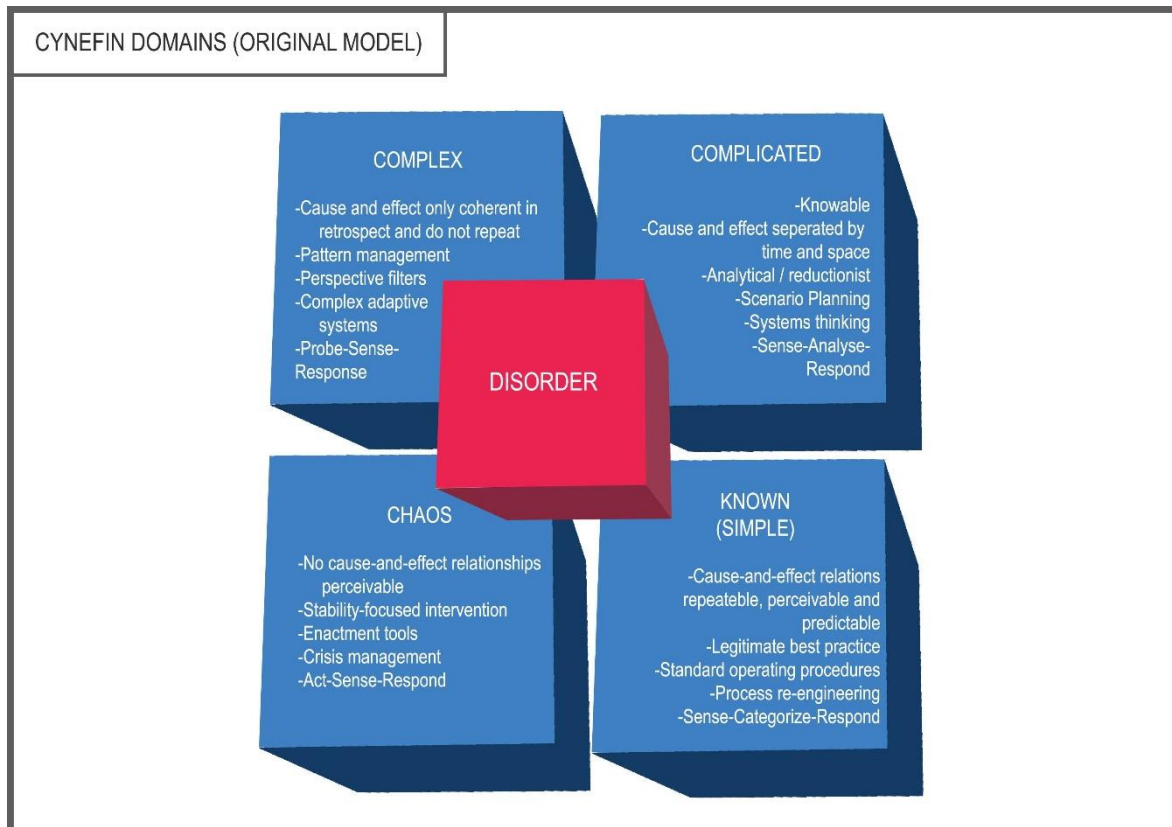 CYNEFIN DOMAINS (ORIGINAL MODEL)
COMPLEX
-Cause and effect only coherent in
retrospect and do not repeat
-Pattern management
-Perspective filters
-Complex adaptive
systems
-Probe-Sense-
Response
COMPLICATED
-Knowable
-Cause and effect seperated by
time and space
-Analytical / reductionist
-Scenario Planning
-Systems thinking
-Sense-Analyse-
Respond
DISORDER
CHAOS
-No cause-and-effect relationships
perceivable
-Stability-focused intervention
-Enactment tools
-Crisis management
-Act-Sense-Respond
KNOWN
(SIMPLE)
-Cause-and-effect relations
repeateble, perceivable and
predictable
-Legitimate best practice
-Standard operating procedures
-Process re-engineering
-Sense-Categorize-Respond